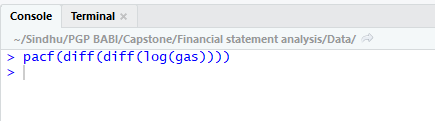 Console Terminal ×
~/Sindhu/PGP BABI/Capstone/Financial statement analysis/Data/
> pacf(diff(diff(log(gas))))
>